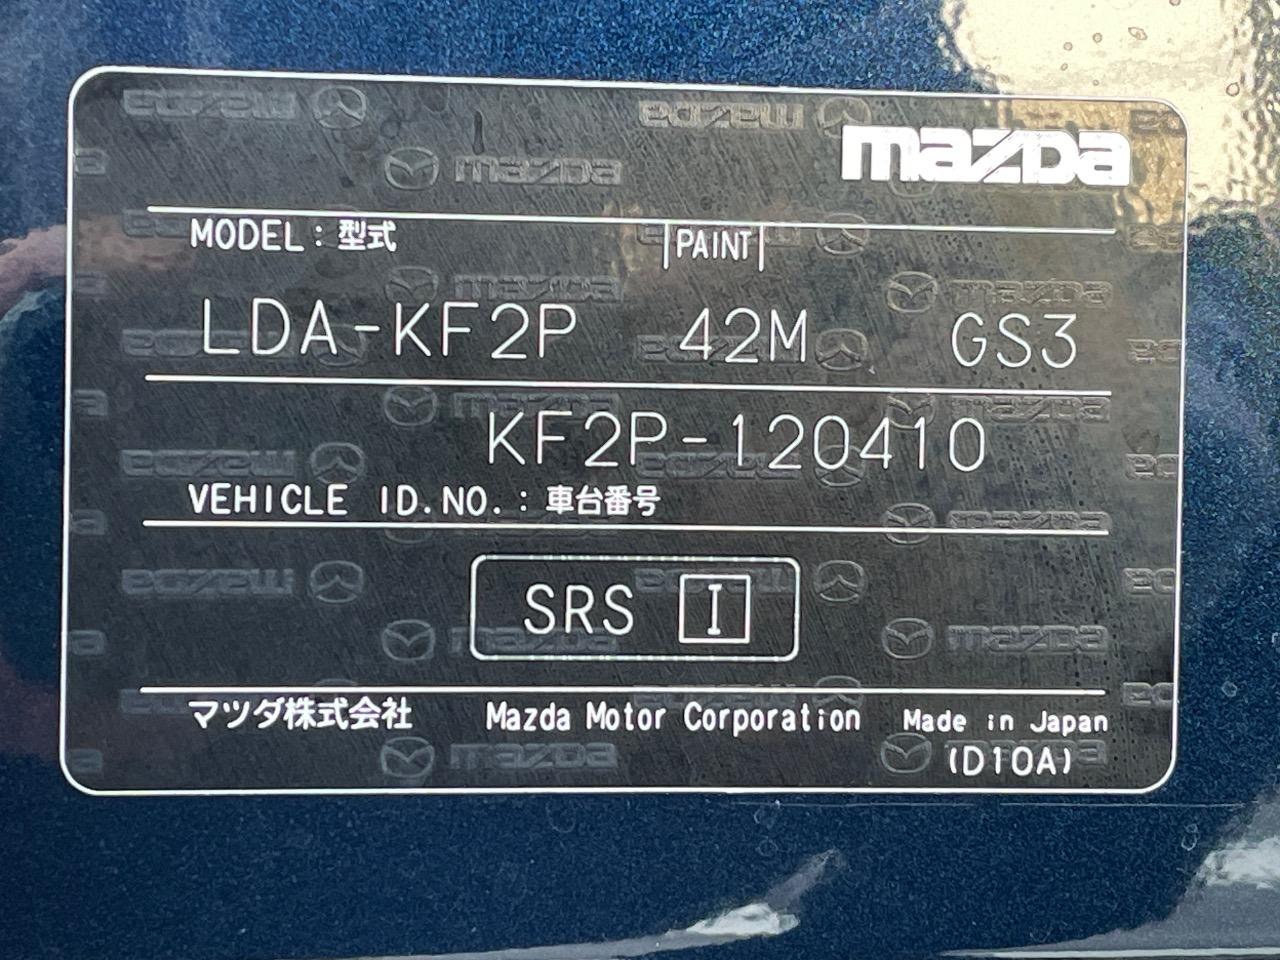 mazda
MODEL : 型式 PAINT
LDA-KF2P 42M GS3
KF2P-120410
VEHICLE ID.NO. : 車台番号
SRS I
マツダ株式会社 Mazda Motor Corporation Made in Japan
(D10A)